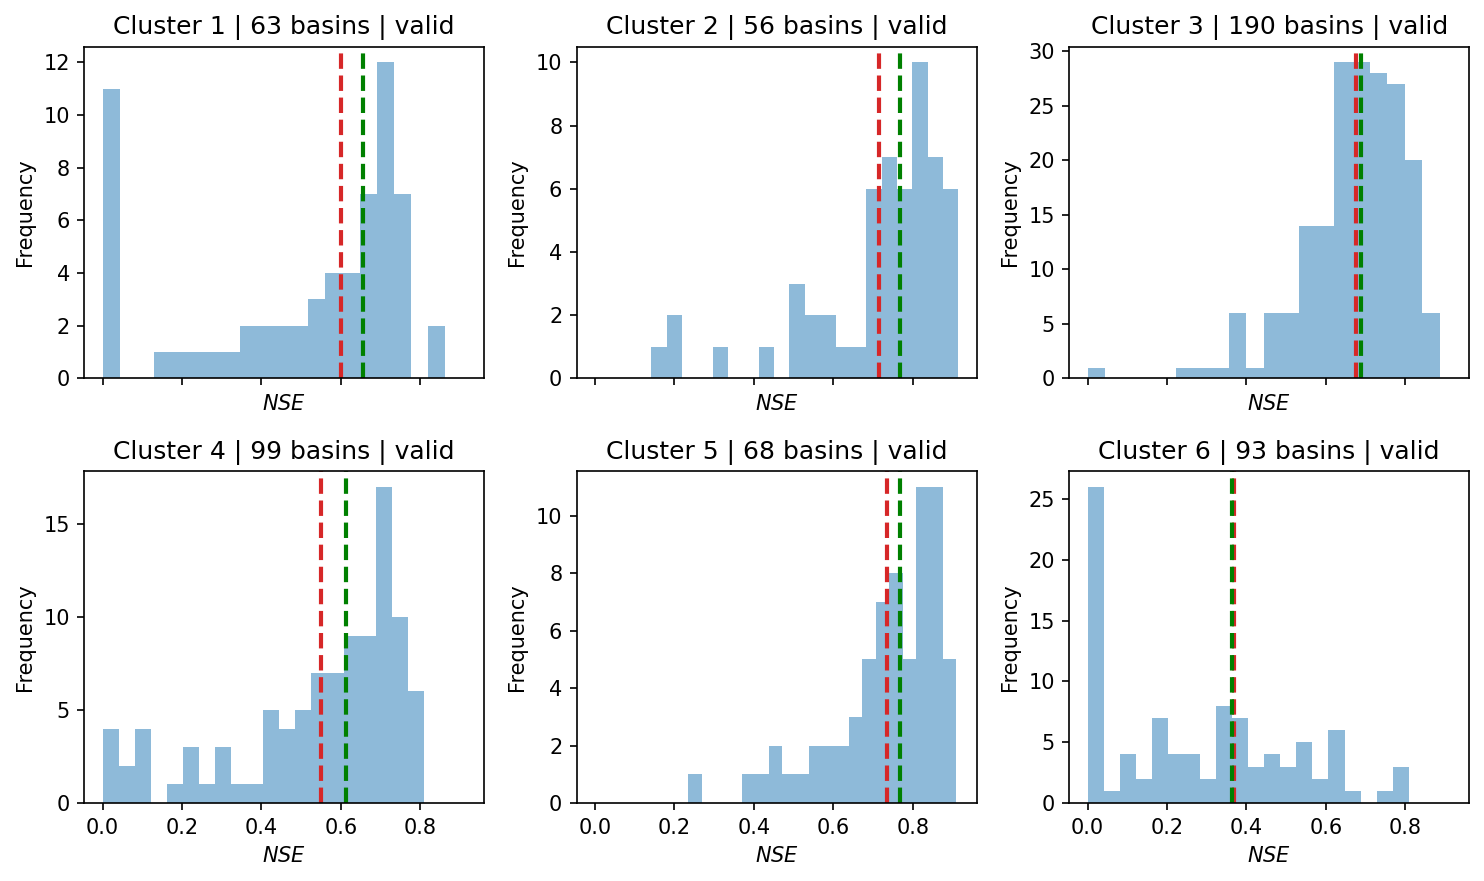 Cluster 1 | 63 basins | valid
Cluster 2 | 56 basins | valid
Cluster 3 | 190 basins | valid
12
10
8
6
4
2
0
Frequency
NSE
10
8
6
4
2
0
Frequency
NSE
30
25
20
15
10
5
0
Frequency
NSE
Cluster 4 | 99 basins | valid
Cluster 5 | 68 basins | valid
Cluster 6 | 93 basins | valid
15
10
5
0
Frequency
0.0 0.2 0.4 0.6 0.8
NSE
10
8
6
4
2
0
Frequency
0.0 0.2 0.4 0.6 0.8
NSE
25
20
15
10
5
0
Frequency
0.0 0.2 0.4 0.6 0.8
NSE